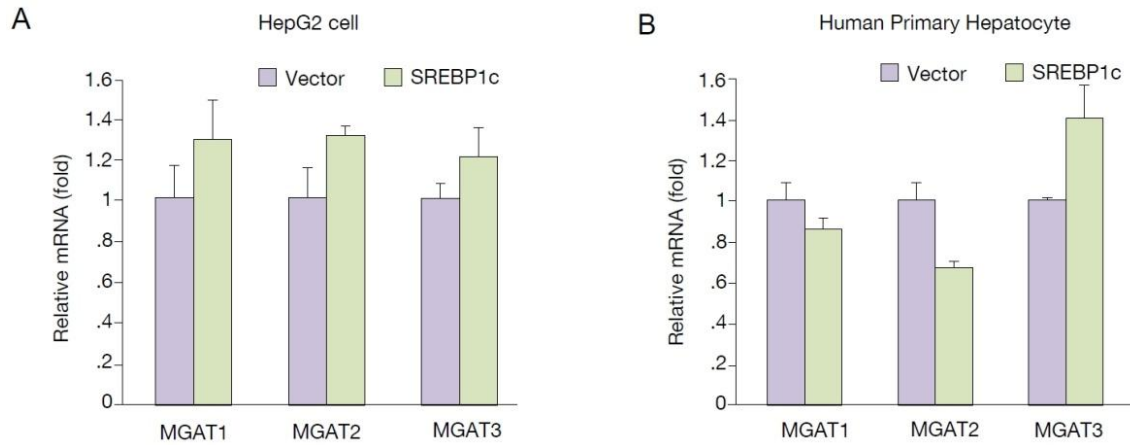 A
HepG2 cell
Vector
SREBP1c
Relative mRNA (fold)
1.6
1.4
1.2
1
.8
.6
.4
.2
0
MGAT1
MGAT2
MGAT3
B
Human Primary Hepatocyte
Vector
SREBP1c
Relative mRNA (fold)
1.6
1.4
1.2
1
.8
.6
.4
.2
0
MGAT1
MGAT2
MGAT3